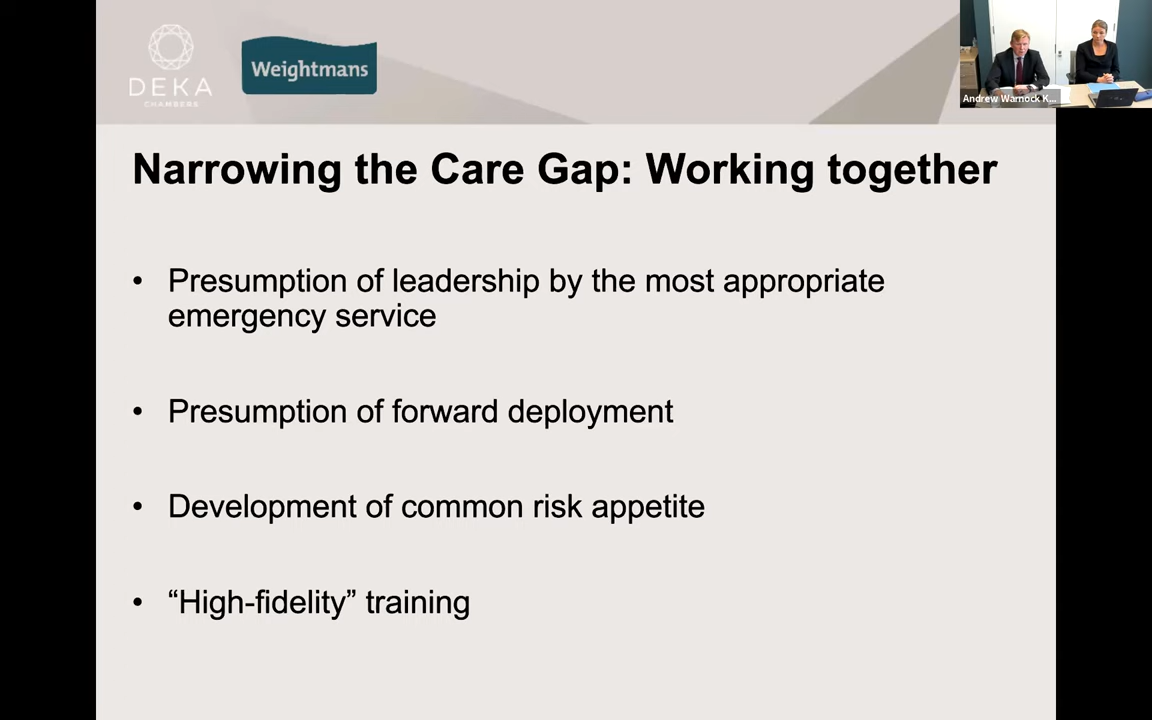 DEKA
CHAMBERS
Weightmans
Andrew Warnock K...
Narrowing the Care Gap: Working together
• Presumption of leadership by the most appropriate
emergency service
• Presumption of forward deployment
• Development of common risk appetite
• “High-fidelity” training